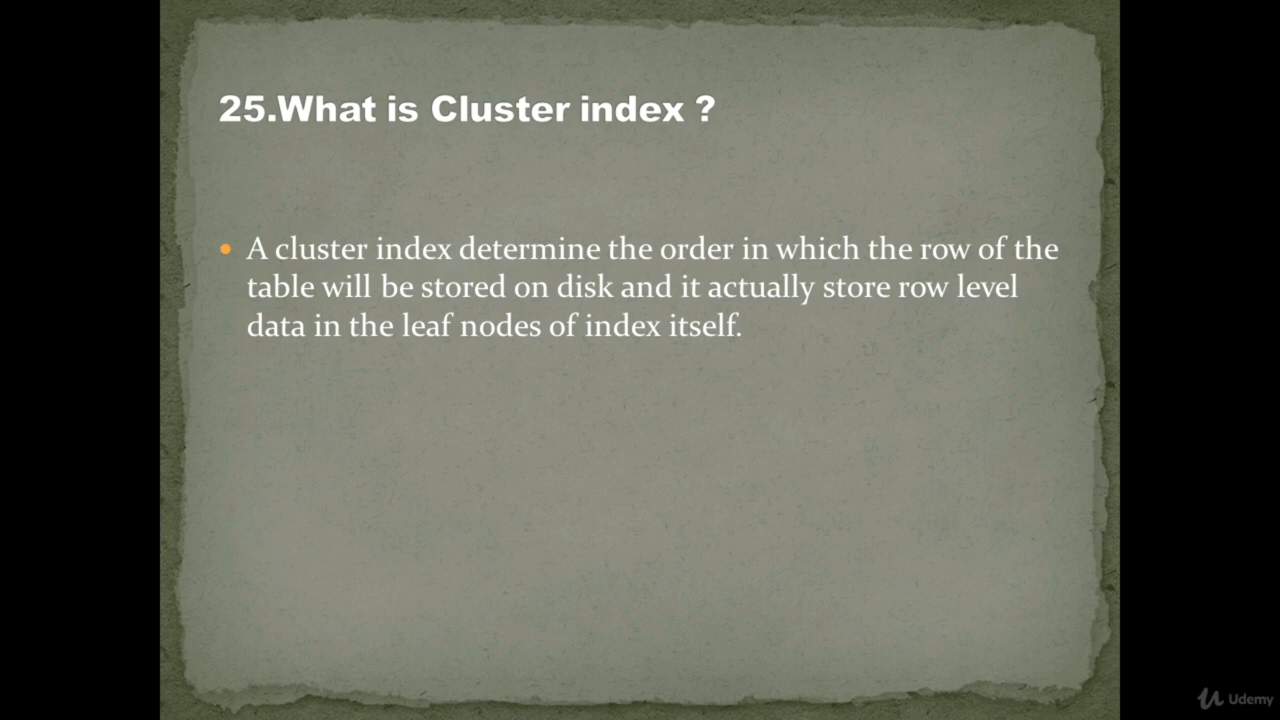 25.What is Cluster index ?
A cluster index determine the order in which the row of the
table will be stored on disk and it actually store row level
data in the leaf nodes of index itself.
Udemy